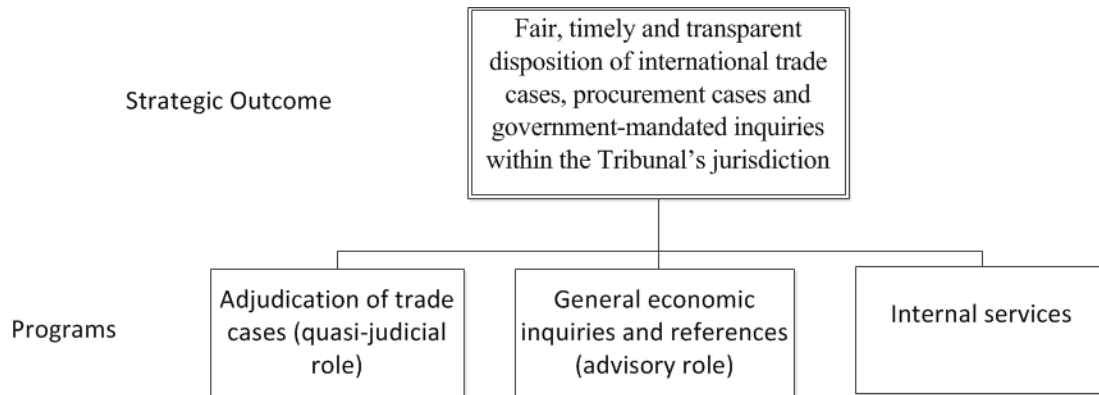 Strategic Outcome
Fair, timely and transparent
disposition of international trade
cases, procurement cases and
government-mandated inquiries
within the Tribunal’s jurisdiction
Programs
Adjudication of trade
cases (quasi-judicial
role)
General economic
inquiries and references
(advisory role)
Internal services